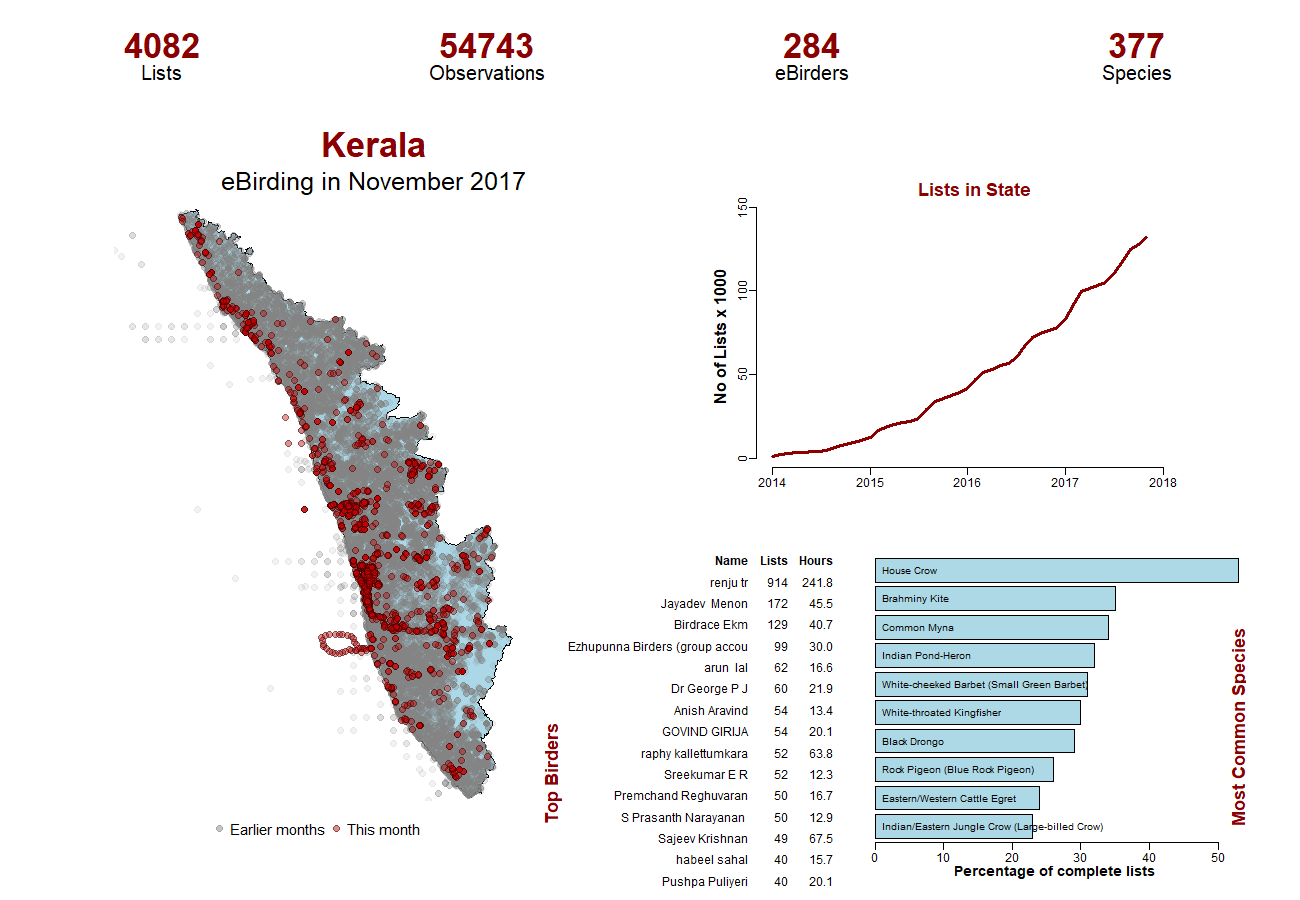 4082
Lists
54743
Observations
284
eBirders
377
Species
Kerala
eBirding in November 2017
Earlier months
This month
Lists in State
No of Lists x 1000
150
100
50
0
2014 2015 2016 2017 2018
Top Birders
Name Lists Hours
renju tr 914 241.8
Jayadev Menon 172 45.5
Birdrace Ekm 129 40.7
Ezhupunna Birders (group accou 99 30.0
arun lal 62 16.6
Dr George P J 60 21.9
Anish Aravind 54 13.4
GOVIND GIRIJA 54 20.1
raphy kallettumkara 52 63.8
Sreekumar E R 52 12.3
Premchand Reghuvaran 50 16.7
S Prasanth Narayanan 50 12.9
Sajeev Krishnan 49 67.5
habeel sahal 40 15.7
Pushpa Puliyeri 40 20.1
House Crow
Brahminy Kite
Common Myna
Indian Pond-Heron
White-cheeked Barbet (Small Green Barbet)
White-throated Kingfisher
Black Drongo
Rock Pigeon (Blue Rock Pigeon)
Eastern/Western Cattle Egret
Indian/Eastern Jungle Crow (Large-billed Crow)
0 10 20 30 40 50
Percentage of complete lists
Most Common Species